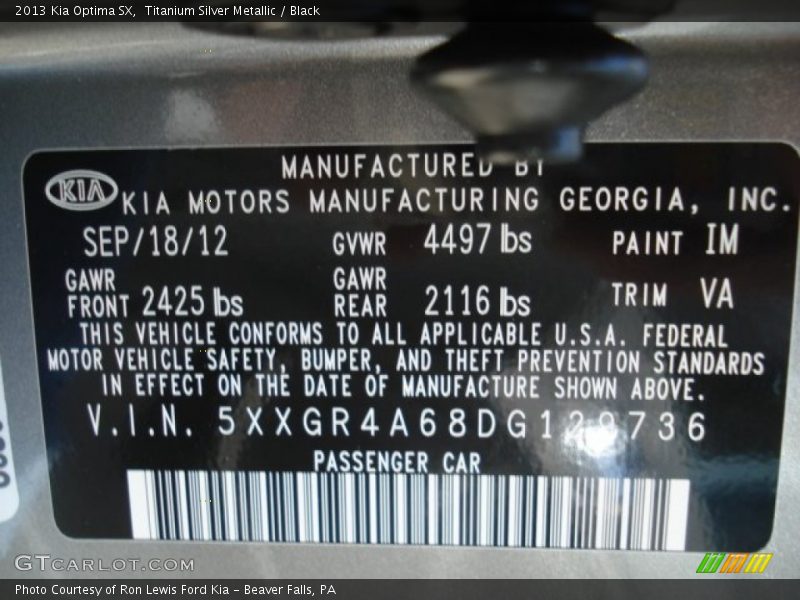 2013 Kia Optima SX, Titanium Silver Metallic / Black
MANUFACTURED BY
KIA KIA MOTORS MANUFACTURING GEORGIA, INC.
SEP/18/12 GVWR 4497 lbs PAINT IM
GAWR FRONT 2425 lbs GAWR REAR 2116 lbs TRIM VA
THIS VEHICLE CONFORMS TO ALL APPLICABLE U.S.A. FEDERAL
MOTOR VEHICLE SAFETY, BUMPER, AND THEFT PREVENTION STANDARDS
IN EFFECT ON THE DATE OF MANUFACTURE SHOWN ABOVE.
V.I.N. 5XXGR4A68DG129736
PASSENGER CAR
GTCARLOT.COM
Photo Courtesy of Ron Lewis Ford Kia – Beaver Falls, PA